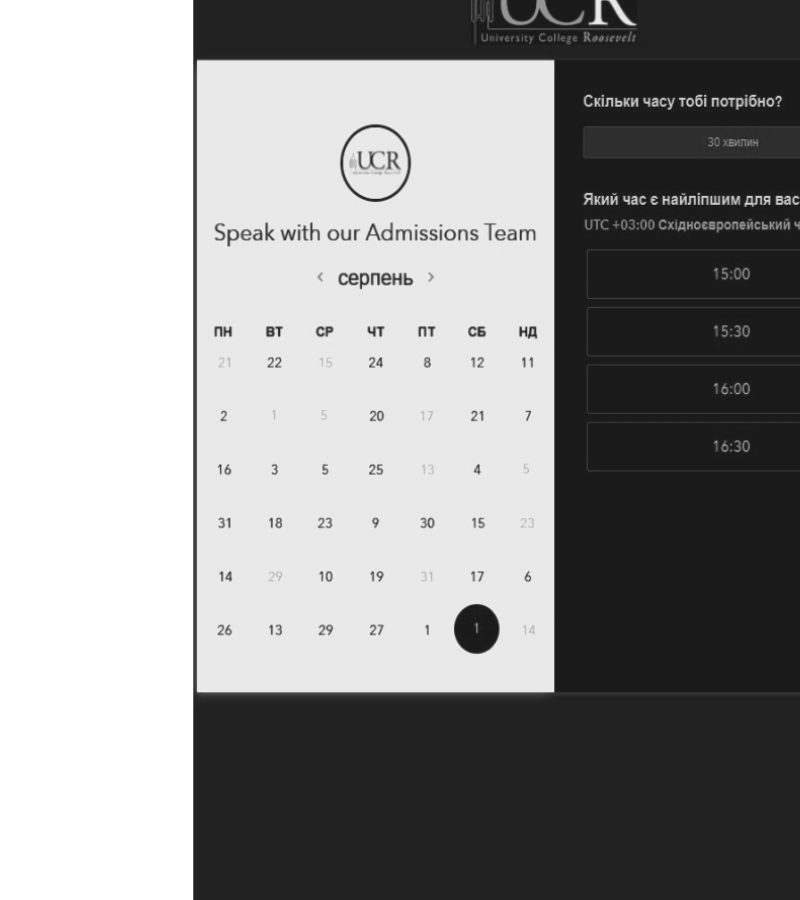 UCR
University College Roosevelt
UCR
Speak with our Admissions Team
‹ серпень ›
ПН ВТ СР ЧТ ПТ СБ НД
21 22 15 24 8 12 11
2 1 5 20 17 21 7
16 3 5 25 13 4 5
31 18 23 9 30 15 23
14 29 10 19 31 17 6
26 13 29 27 1 1 14
Скільки часу тобі потрібно?
30 хвилин
Який час є найліпшим для вас
UTC +03:00 Східноєвропейський ч
15:00
15:30
16:00
16:30